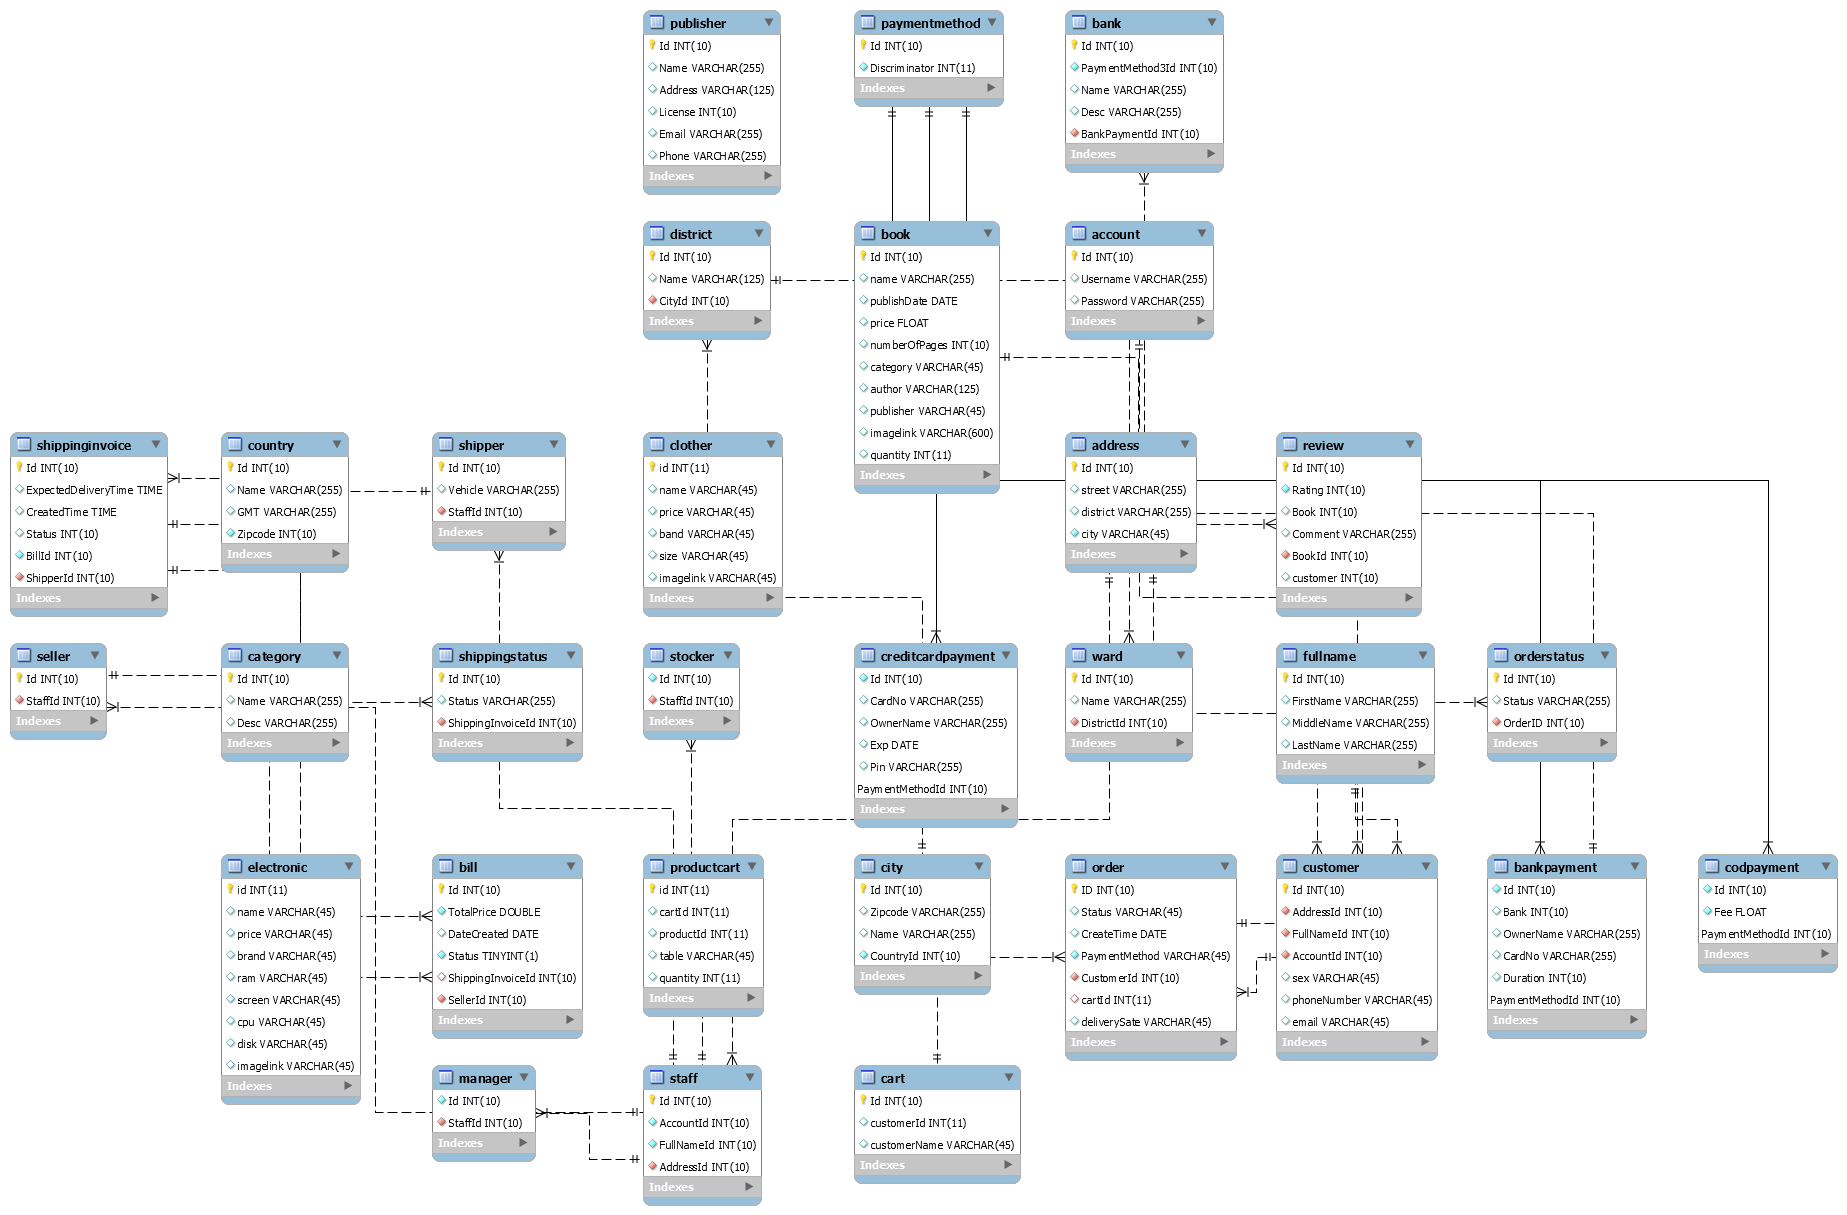 publisher
Id INT(10)
Name VARCHAR(255)
Address VARCHAR(125)
License INT(10)
Email VARCHAR(255)
Phone VARCHAR(255)
Indexes
paymentmethod
Id INT(10)
Discriminator INT(11)
Indexes
bank
Id INT(10)
PaymentMethod3Id INT(10)
Name VARCHAR(255)
Desc VARCHAR(255)
BankPaymentId INT(10)
Indexes
district
Id INT(10)
Name VARCHAR(125)
CityId INT(10)
Indexes
book
Id INT(10)
name VARCHAR(255)
publishDate DATE
price FLOAT
numberOfPages INT(10)
category VARCHAR(45)
author VARCHAR(125)
publisher VARCHAR(45)
imagelink VARCHAR(600)
quantity INT(11)
Indexes
account
Id INT(10)
Username VARCHAR(255)
Password VARCHAR(255)
Indexes
shippinginvoice
Id INT(10)
ExpectedDeliveryTime TIME
CreatedTime TIME
Status INT(10)
BillId INT(10)
ShipperId INT(10)
Indexes
country
Id INT(10)
Name VARCHAR(255)
GMT VARCHAR(255)
Zipcode INT(10)
Indexes
shipper
Id INT(10)
Vehicle VARCHAR(255)
StaffId INT(10)
Indexes
clother
id INT(11)
name VARCHAR(45)
price VARCHAR(45)
band VARCHAR(45)
size VARCHAR(45)
imagelink VARCHAR(45)
Indexes
address
Id INT(10)
street VARCHAR(255)
district VARCHAR(255)
city VARCHAR(45)
Indexes
review
Id INT(10)
Rating INT(10)
Book INT(10)
Comment VARCHAR(255)
BookId INT(10)
customer INT(10)
Indexes
seller
Id INT(10)
StaffId INT(10)
Indexes
category
Id INT(10)
Name VARCHAR(255)
Desc VARCHAR(255)
Indexes
shippingstatus
Id INT(10)
Status VARCHAR(255)
ShippingInvoiceId INT(10)
Indexes
stocker
Id INT(10)
StaffId INT(10)
Indexes
creditcardpayment
Id INT(10)
CardNo VARCHAR(255)
OwnerName VARCHAR(255)
Exp DATE
Pin VARCHAR(255)
PaymentMethodId INT(10)
Indexes
ward
Id INT(10)
Name VARCHAR(255)
DistrictId INT(10)
Indexes
fullname
Id INT(10)
FirstName VARCHAR(255)
MiddleName VARCHAR(255)
LastName VARCHAR(255)
Indexes
orderstatus
Id INT(10)
Status VARCHAR(255)
OrderID INT(10)
Indexes
electronic
id INT(11)
name VARCHAR(45)
price VARCHAR(45)
brand VARCHAR(45)
ram VARCHAR(45)
screen VARCHAR(45)
cpu VARCHAR(45)
disk VARCHAR(45)
imagelink VARCHAR(45)
Indexes
bill
Id INT(10)
TotalPrice DOUBLE
DateCreated DATE
Status TINYINT(1)
ShippingInvoiceId INT(10)
SellerId INT(10)
Indexes
productcart
id INT(11)
cartId INT(11)
productId INT(11)
table VARCHAR(45)
quantity INT(11)
Indexes
city
Id INT(10)
Zipcode VARCHAR(255)
Name VARCHAR(255)
CountryId INT(10)
Indexes
order
ID INT(10)
Status VARCHAR(45)
CreateTime DATE
PaymentMethod VARCHAR(45)
CustomerId INT(10)
cartId INT(11)
deliverySate VARCHAR(45)
Indexes
customer
Id INT(10)
AddressId INT(10)
FullNameId INT(10)
AccountId INT(10)
sex VARCHAR(45)
phoneNumber VARCHAR(45)
email VARCHAR(45)
Indexes
bankpayment
Id INT(10)
Bank INT(10)
OwnerName VARCHAR(255)
CardNo VARCHAR(255)
Duration INT(10)
PaymentMethodId INT(10)
Indexes
codpayment
Id INT(10)
Fee FLOAT
PaymentMethodId INT(10)
Indexes
manager
Id INT(10)
StaffId INT(10)
Indexes
staff
Id INT(10)
AccountId INT(10)
FullNameId INT(10)
AddressId INT(10)
Indexes
cart
Id INT(10)
customerId INT(11)
customerName VARCHAR(45)
Indexes